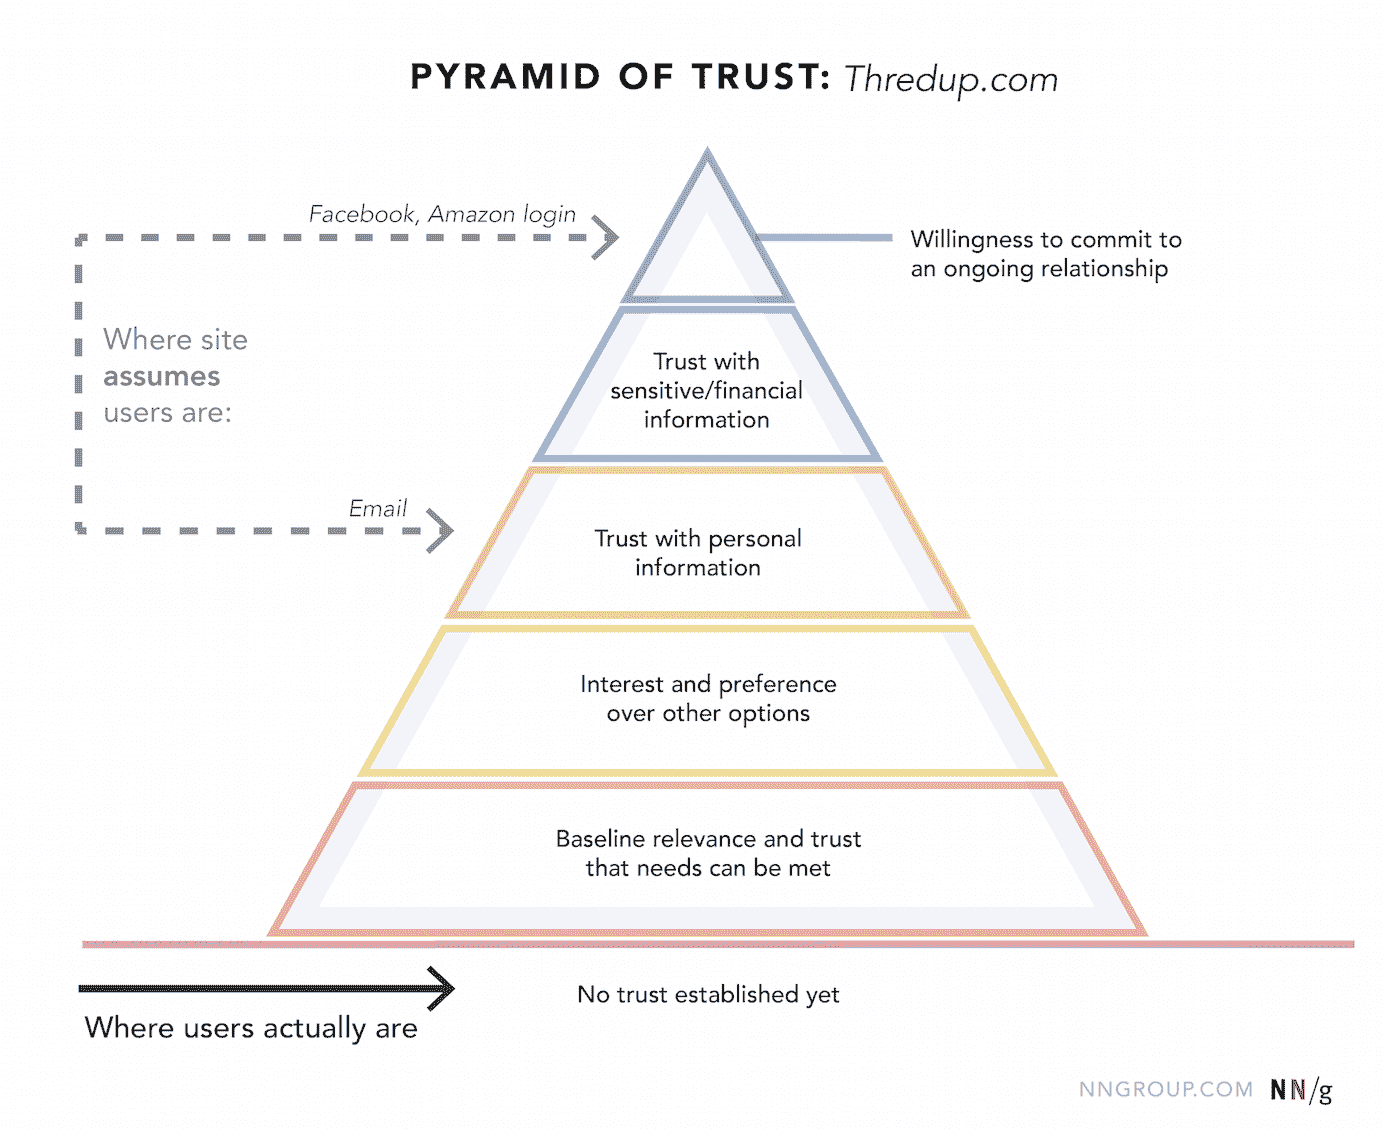 PYRAMID OF TRUST: Thredup.com
Facebook, Amazon login
Willingness to commit to
an ongoing relationship
Where site
assumes
users are:
Trust with
sensitive/financial
information
Email
Trust with personal
information
Interest and preference
over other options
Baseline relevance and trust
that needs can be met
No trust established yet
Where users actually are
NNGROUP.COM NN/g